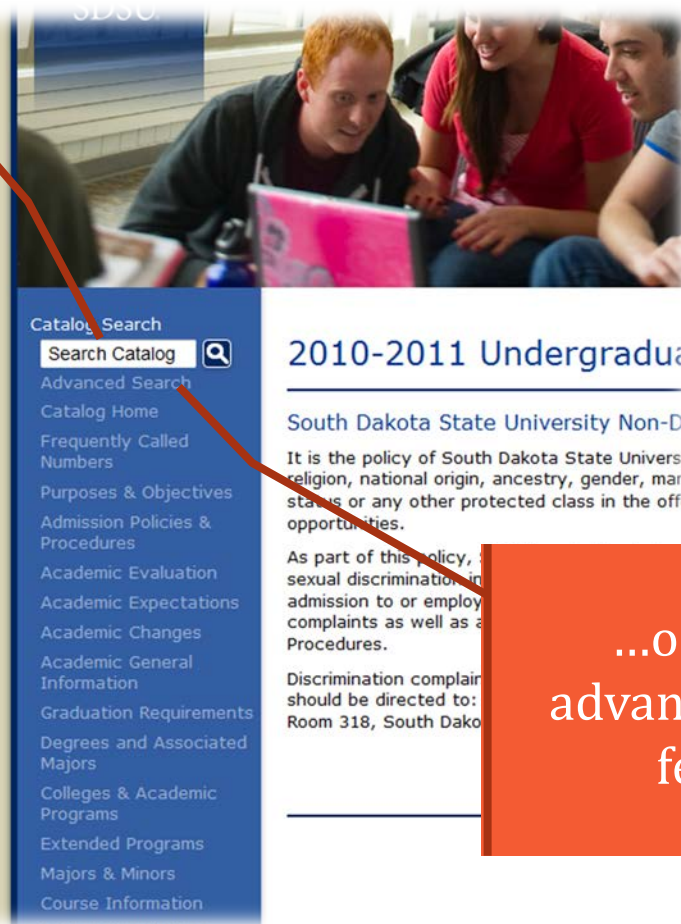 SDSU
Catalog Search
Search Catalog
Advanced Search
Catalog Home
Frequently Called
Numbers
Purposes & Objectives
Admission Policies &
Procedures
Academic Evaluation
Academic Expectations
Academic Changes
Academic General
Information
Graduation Requirements
Degrees and Associated
Majors
Colleges & Academic
Programs
Extended Programs
Majors & Minors
Course Information
2010-2011 Undergradua
South Dakota State University Non-D
It is the policy of South Dakota State Univers
religion, national origin, ancestry, gender, mar
status or any other protected class in the off
opportunities.
As part of this policy,
sexual discrimination in
admission to or employ
complaints as well as a
Procedures.
Discrimination complain
should be directed to:
Room 318, South Dako
...o
advan
fe